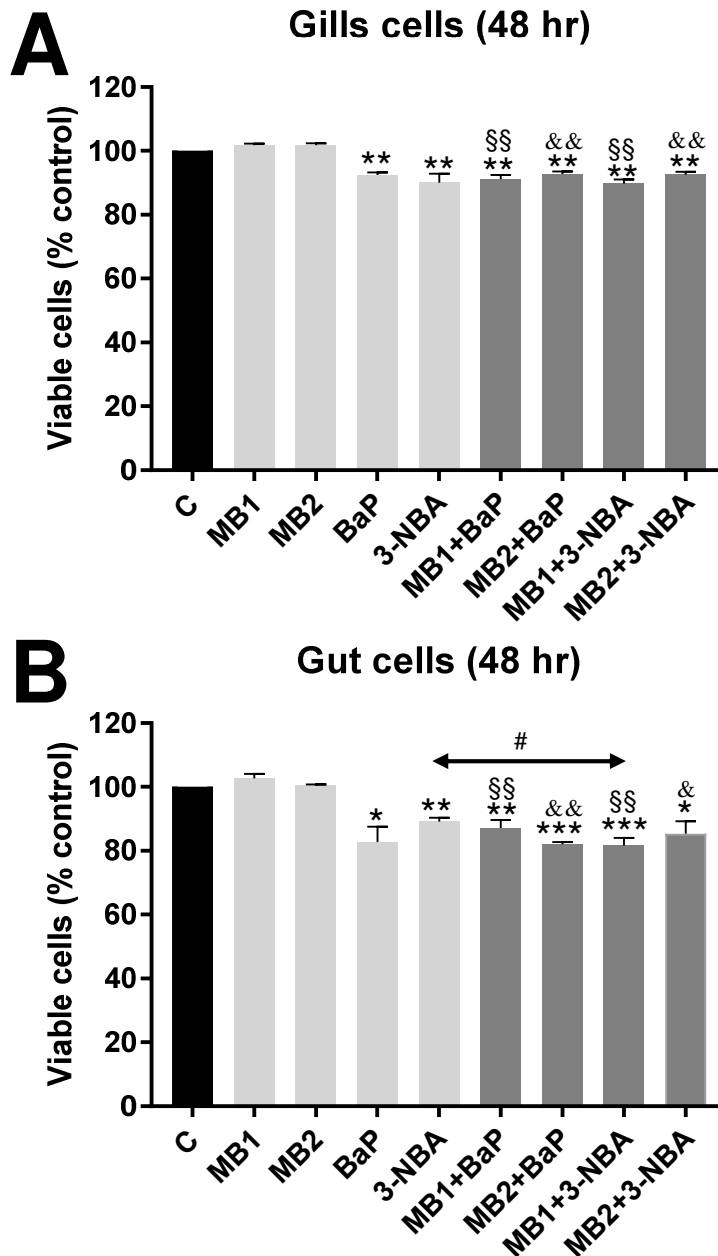 A
Gills cells (48 hr)
Viable cells (% control)
120
100
80
60
40
20
0
** ** §§ ** && ** §§ ** && **
C MB1 MB2 BaP 3-NBA MB1+BaP MB2+BaP MB1+3-NBA MB2+3-NBA
B
Gut cells (48 hr)
Viable cells (% control)
120
100
80
60
40
20
0
#
* ** §§ ** && *** §§ *** & *
C MB1 MB2 BaP 3-NBA MB1+BaP MB2+BaP MB1+3-NBA MB2+3-NBA